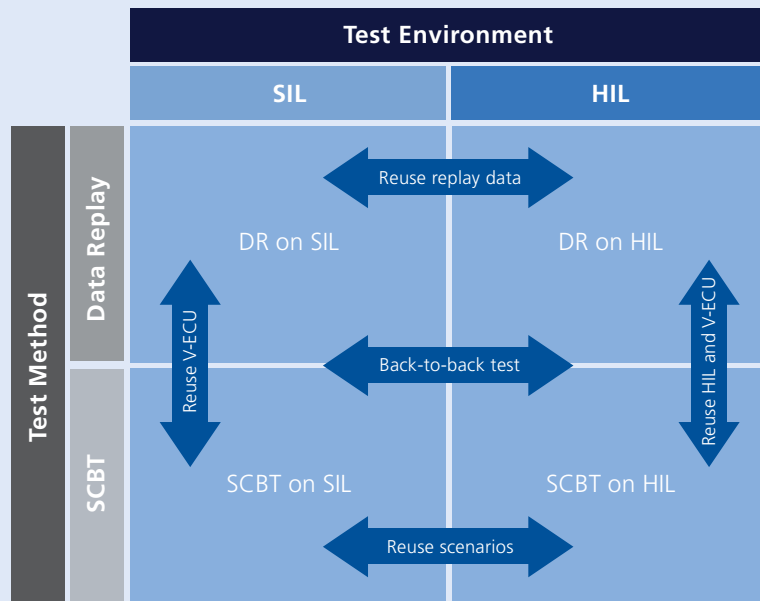 Test Environment
SIL
HIL
Test Method
Data Replay
Reuse replay data
DR on SIL
DR on HIL
Reuse V-ECU
Back-to-back test
Reuse HIL and V-ECU
SCBT
SCBT on SIL
SCBT on HIL
Reuse scenarios